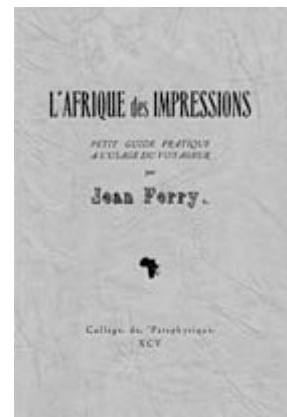 L'AFRIQUE des IMPRESSIONS
PETIT GUIDE PRATIQUE
A L'USAGE DU VOYAGEUR
par
Jean Ferry.
Collège de 'Pataphysique
XCV